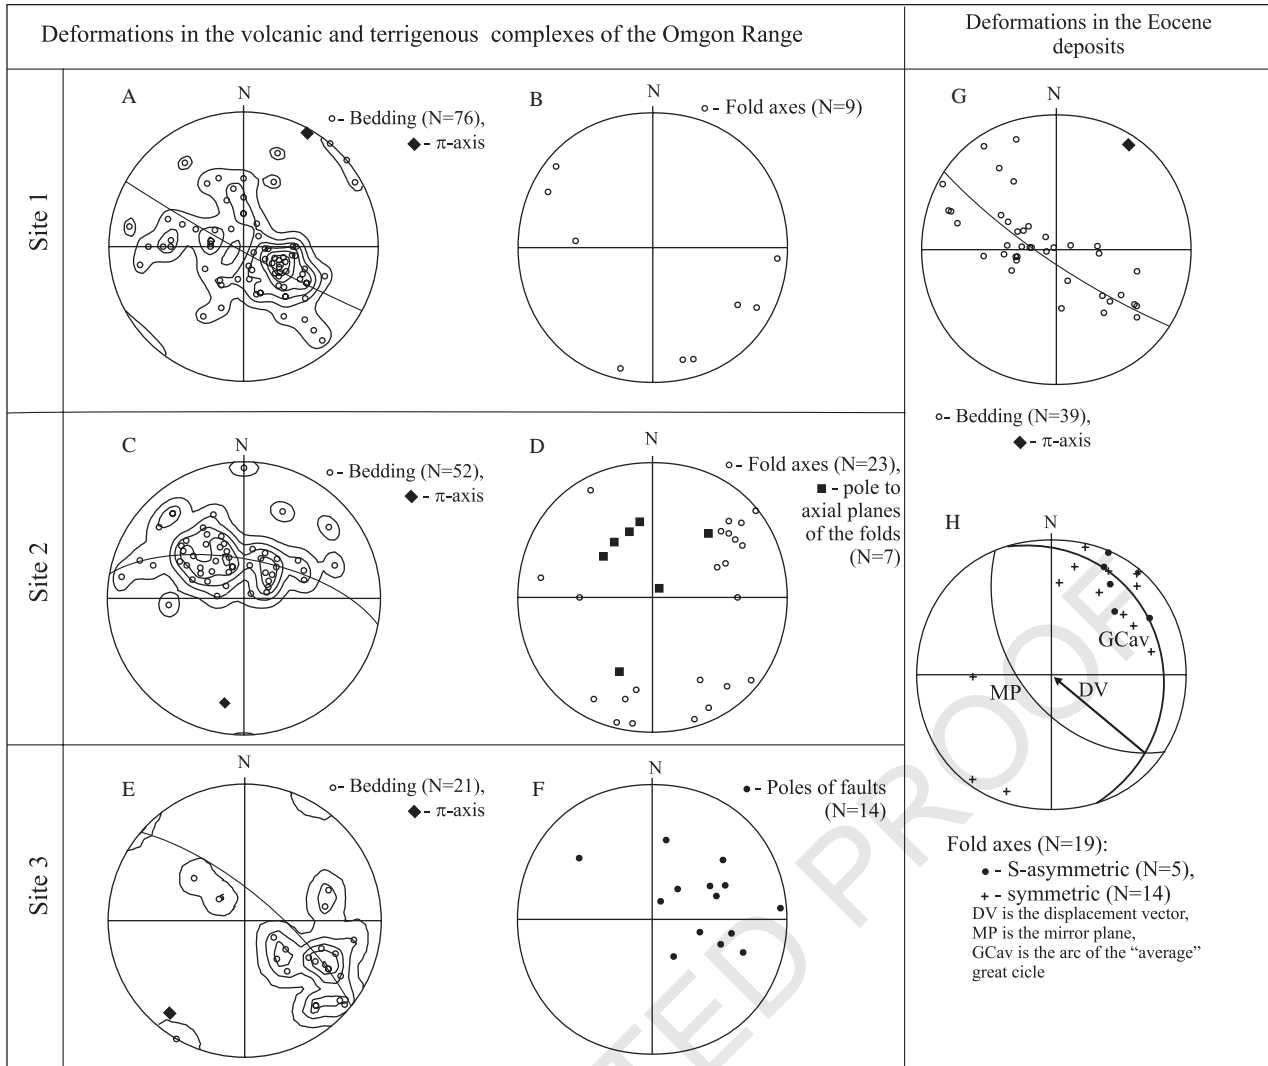 Deformations in the volcanic and terrigenous complexes of the Omgon Range
Deformations in the Eocene
deposits
Site 1
A
N
- Bedding (N=76),
- π-axis
B
N
- Fold axes (N=9)
G
N
- Bedding (N=39),
- π-axis
Site 2
C
N
- Bedding (N=52),
- π-axis
D
N
- Fold axes (N=23),
- pole to
axial planes
of the folds
(N=7)
H
N
GCav
MP
DV
Fold axes (N=19):
- S-asymmetric (N=5),
- symmetric (N=14)
DV is the displacement vector,
MP is the mirror plane,
GCav is the arc of the “average”
great cicle
Site 3
E
N
- Bedding (N=21),
- π-axis
F
N
- Poles of faults
(N=14)
TED PROOF